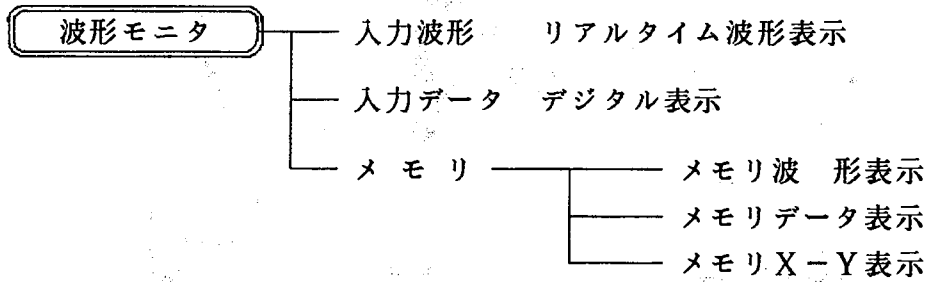 波形モニタ 入力波形 リアルタイム波形表示
入力データ デジタル表示
メモリ メモリ波 形表示
メモリデータ表示
メモリX－Y表示